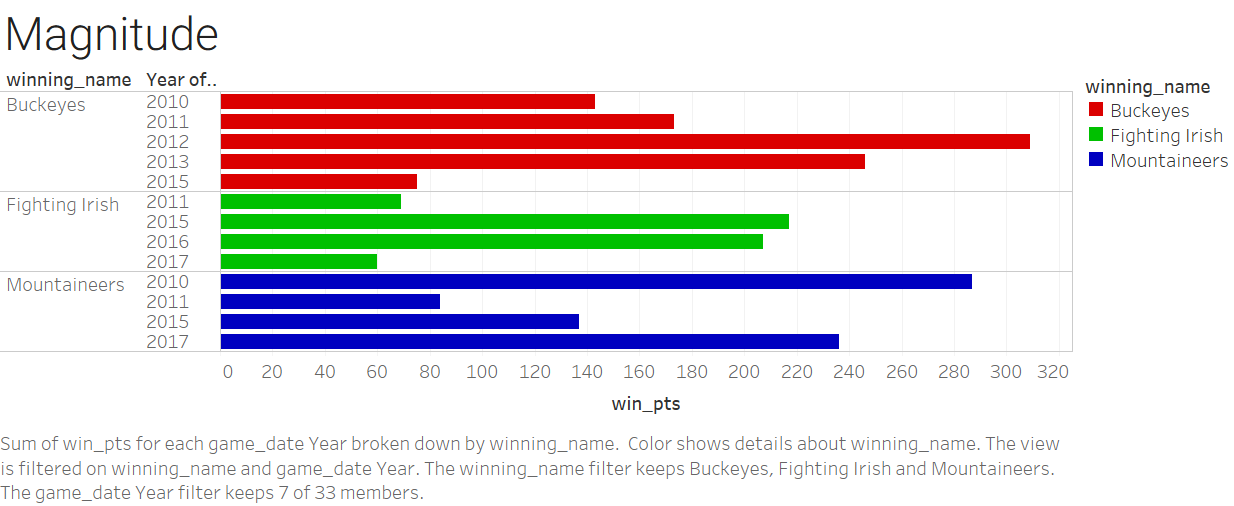 Magnitude
winning_name Year of..
Buckeyes 2010
2011
2012
2013
2015
Fighting Irish 2011
2015
2016
2017
Mountaineers 2010
2011
2015
2017
0 20 40 60 80 100 120 140 160 180 200 220 240 260 280 300 320
win_pts
winning_name
Buckeyes
Fighting Irish
Mountaineers
Sum of win_pts for each game_date Year broken down by winning_name.  Color shows details about winning_name. The view
is filtered on winning_name and game_date Year. The winning_name filter keeps Buckeyes, Fighting Irish and Mountaineers.
The game_date Year filter keeps 7 of 33 members.